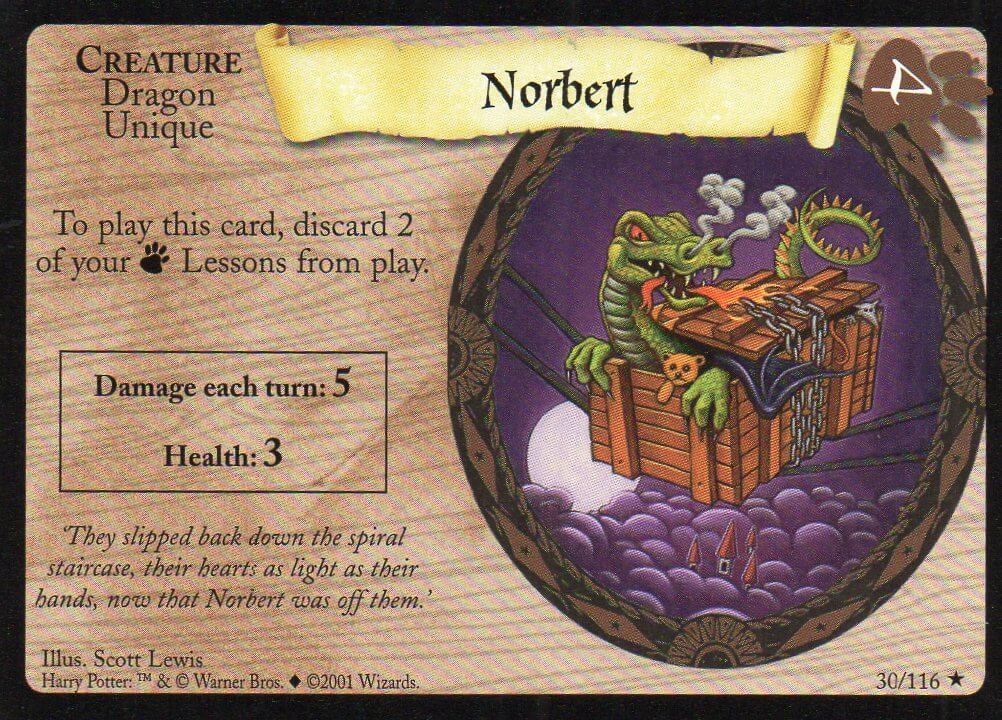 CREATURE
Dragon
Unique
Norbert
4
To play this card, discard 2
of your Lessons from play.
Damage each turn: 5
Health: 3
‘They slipped back down the spiral
staircase, their hearts as light as their
hands, now that Norbert was off them.’
Illus. Scott Lewis
Harry Potter: ™ & © Warner Bros. ♦ ©2001 Wizards.
30/116 ★